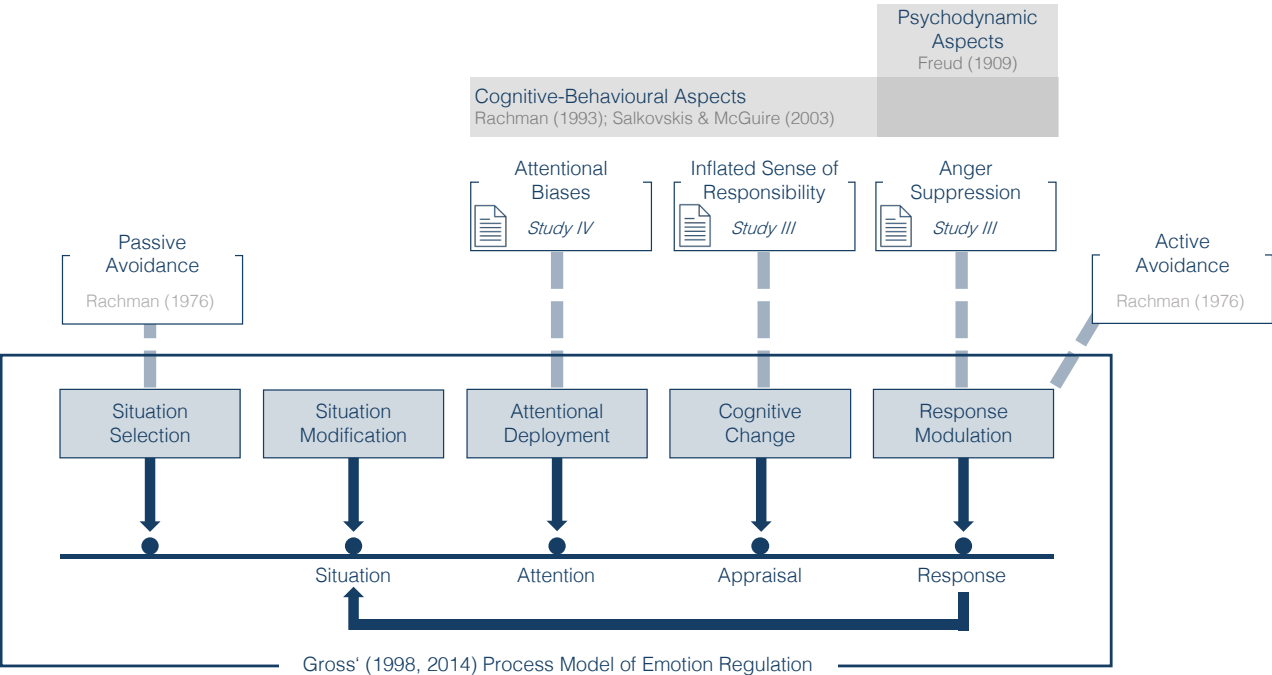 Psychodynamic
Aspects
Freud (1909)
Cognitive-Behavioural Aspects
Rachman (1993); Salkovskis & McGuire (2003)
Attentional
Biases
Study IV
Inflated Sense of
Responsibility
Study III
Anger
Suppression
Study III
Passive
Avoidance
Rachman (1976)
Active
Avoidance
Rachman (1976)
Situation
Selection
Situation
Modification
Attentional
Deployment
Cognitive
Change
Response
Modulation
Situation
Attention
Appraisal
Response
Gross‘ (1998, 2014) Process Model of Emotion Regulation